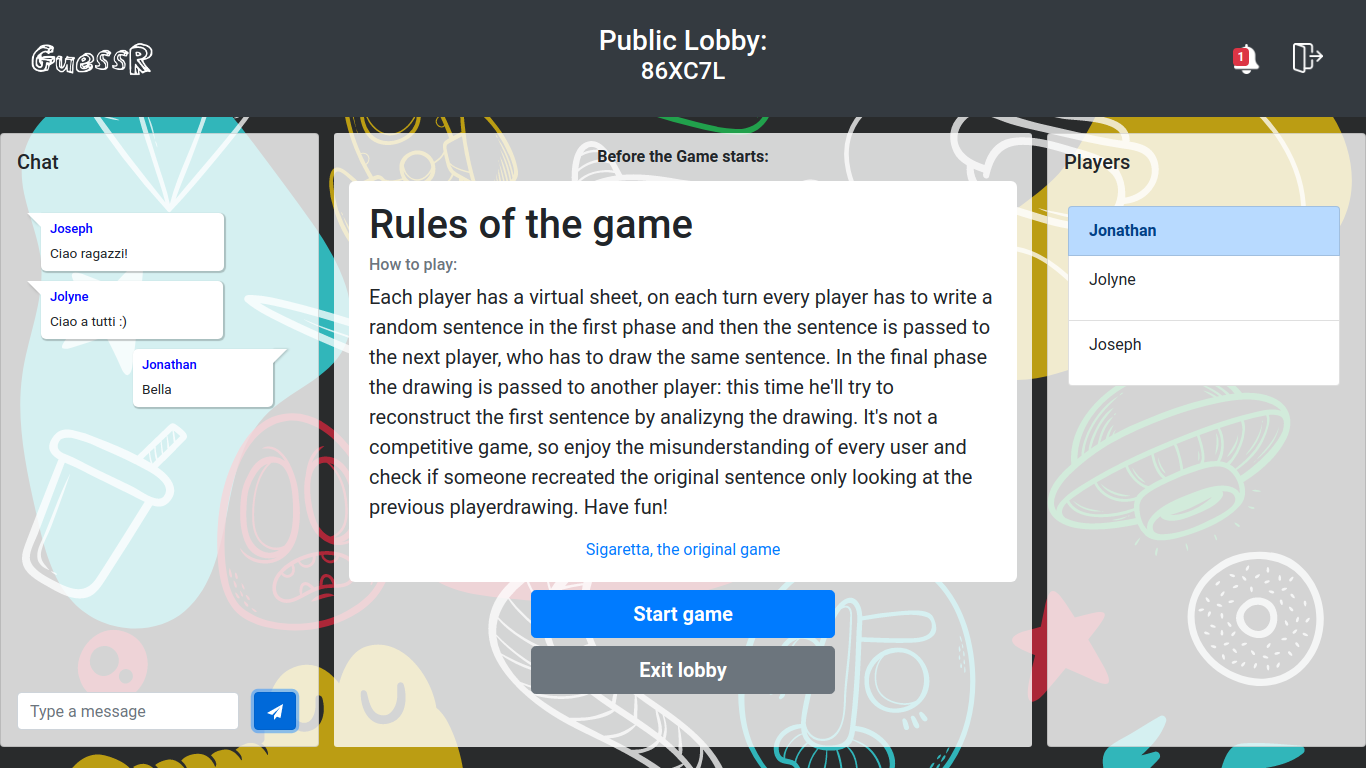 GuessR
Public Lobby:
86XC7L
1
Chat
Joseph
Ciao ragazzi!
Jolyne
Ciao a tutti :)
Jonathan
Bella
Type a message
Before the Game starts:
Rules of the game
How to play:
Each player has a virtual sheet, on each turn every player has to write a
random sentence in the first phase and then the sentence is passed to
the next player, who has to draw the same sentence. In the final phase
the drawing is passed to another player: this time he'll try to
reconstruct the first sentence by analizyng the drawing. It's not a
competitive game, so enjoy the misunderstanding of every user and
check if someone recreated the original sentence only looking at the
previous playerdrawing. Have fun!
Sigaretta, the original game
Start game
Exit lobby
Players
Jonathan
Jolyne
Joseph